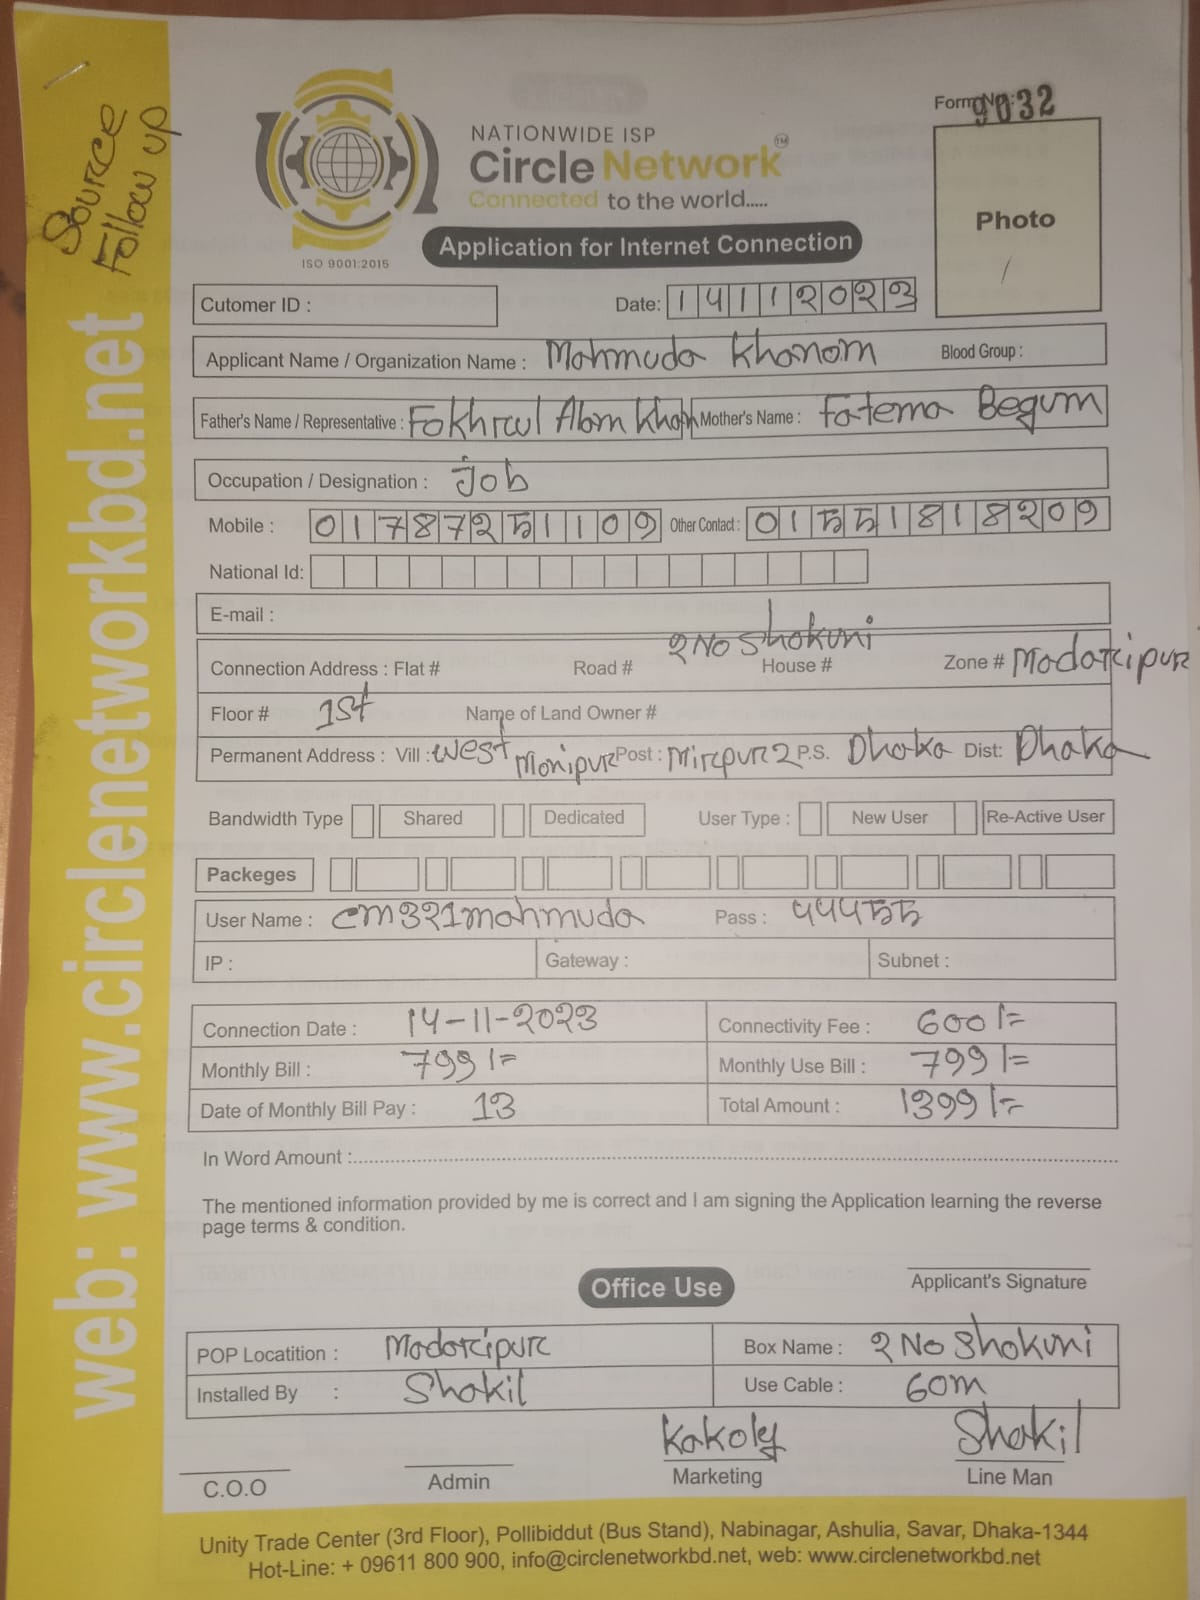 Source
Follow up
web: www.circlenetworkbd.net
Form No: 9032
NATIONWIDE ISP
Circle Network TM
Connected to the world.....
ISO 9001:2015
Application for Internet Connection
Photo
Cutomer ID :
Date: 14112023
Applicant Name / Organization Name : Mahmuda Khanom Blood Group :
Father's Name / Representative : Fokhrul Alam Khan Mother's Name : Fatema Begum
Occupation / Designation : Job
Mobile : 01787251109 Other Contact : 01551818209
National Id:
E-mail :
Connection Address : Flat # Road # 2 No Shokuni House # Zone # Madaripur
Floor # 1st Name of Land Owner #
Permanent Address : Vill : West Monipur Post : Mirpur 2 P.S. Dhaka Dist: Dhaka
Bandwidth Type Shared Dedicated User Type : New User Re-Active User
Packeges
User Name : cm321mahmuda Pass : 44455
IP : Gateway : Subnet :
Connection Date : 14-11-2023 Connectivity Fee : 600/=
Monthly Bill : 799/= Monthly Use Bill : 799/=
Date of Monthly Bill Pay : 13 Total Amount : 1399/=
In Word Amount :
The mentioned information provided by me is correct and I am signing the Application learning the reverse
page terms & condition.
Applicant's Signature
Office Use
POP Locatition : Madaripur Box Name : 2 No Shokuni
Installed By : Shakil Use Cable : 60m
Kakoly Shakil
C.O.O Admin Marketing Line Man
Unity Trade Center (3rd Floor), Pollibiddut (Bus Stand), Nabinagar, Ashulia, Savar, Dhaka-1344
Hot-Line: + 09611 800 900, info@circlenetworkbd.net, web: www.circlenetworkbd.net